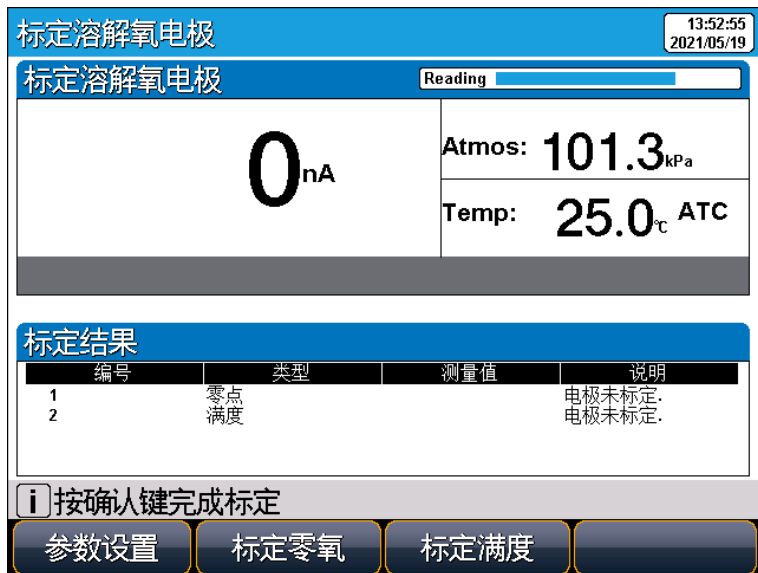 标定溶解氧电极
13:52:55
2021/05/19
标定溶解氧电极
Reading
0nA
Atmos: 101.3kPa
Temp: 25.0℃ ATC
标定结果
编号 类型 测量值 说明
1 零点 电极未标定.
2 满度 电极未标定.
i 按确认键完成标定
参数设置 标定零氧 标定满度